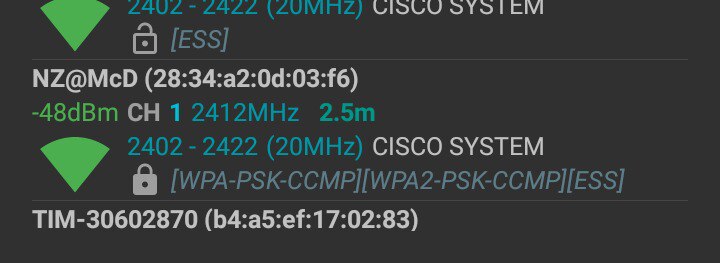 2402 - 2422 (20MHz) CISCO SYSTEM
[ESS]
NZ@McD (28:34:a2:0d:03:f6)
-48dBm CH 1 2412MHz 2.5m
2402 - 2422 (20MHz) CISCO SYSTEM
[WPA-PSK-CCMP][WPA2-PSK-CCMP][ESS]
TIM-30602870 (b4:a5:ef:17:02:83)